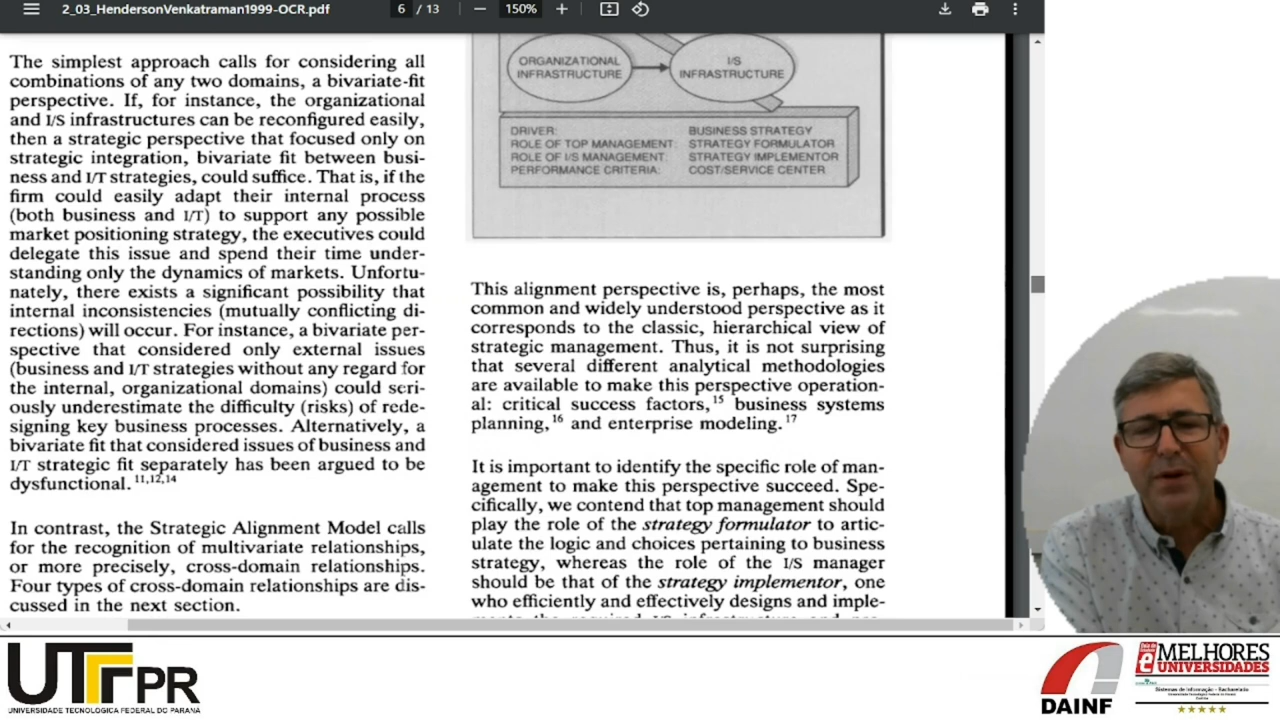 2_03_HendersonVenkatraman1999-OCR.pdf
6 / 13
150%
The simplest approach calls for considering all
combinations of any two domains, a bivariate-fit
perspective. If, for instance, the organizational
and I/S infrastructures can be reconfigured easily,
then a strategic perspective that focused only on
strategic integration, bivariate fit between busi-
ness and I/T strategies, could suffice. That is, if the
firm could easily adapt their internal process
(both business and I/T) to support any possible
market positioning strategy, the executives could
delegate this issue and spend their time under-
standing only the dynamics of markets. Unfortu-
nately, there exists a significant possibility that
internal inconsistencies (mutually conflicting di-
rections) will occur. For instance, a bivariate per-
spective that considered only external issues
(business and I/T strategies without any regard for
the internal, organizational domains) could seri-
ously underestimate the difficulty (risks) of rede-
signing key business processes. Alternatively, a
bivariate fit that considered issues of business and
I/T strategic fit separately has been argued to be
dysfunctional. 11,12,14
In contrast, the Strategic Alignment Model calls
for the recognition of multivariate relationships,
or more precisely, cross-domain relationships.
Four types of cross-domain relationships are dis-
cussed in the next section.
ORGANIZATIONAL
INFRASTRUCTURE
I/S
INFRASTRUCTURE
DRIVER: BUSINESS STRATEGY
ROLE OF TOP MANAGEMENT: STRATEGY FORMULATOR
ROLE OF I/S MANAGEMENT: STRATEGY IMPLEMENTOR
PERFORMANCE CRITERIA: COST/SERVICE CENTER
This alignment perspective is, perhaps, the most
common and widely understood perspective as it
corresponds to the classic, hierarchical view of
strategic management. Thus, it is not surprising
that several different analytical methodologies
are available to make this perspective operation-
al: critical success factors,15 business systems
planning,16 and enterprise modeling.17
It is important to identify the specific role of man-
agement to make this perspective succeed. Spe-
cifically, we contend that top management should
play the role of the strategy formulator to artic-
ulate the logic and choices pertaining to business
strategy, whereas the role of the I/S manager
should be that of the strategy implementor, one
who efficiently and effectively designs and imple-
UTFPR
UNIVERSIDADE TECNOLÓGICA FEDERAL DO PARANÁ
DAINF
MELHORES
UNIVERSIDADES
Sistemas de Informação - Bacharelado